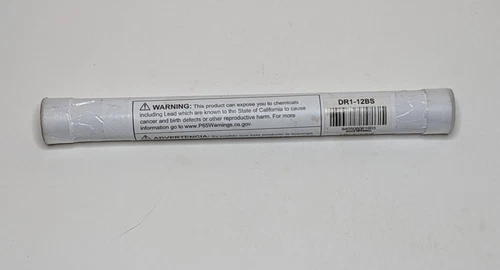 ⚠ WARNING: This product can expose you to chemicals
including Lead which are known to the State of California to cause
cancer and birth defects or other reproductive harm. For more
information go to www.P65Warnings.ca.gov
DR1-12BS
ADVERTENCIA: